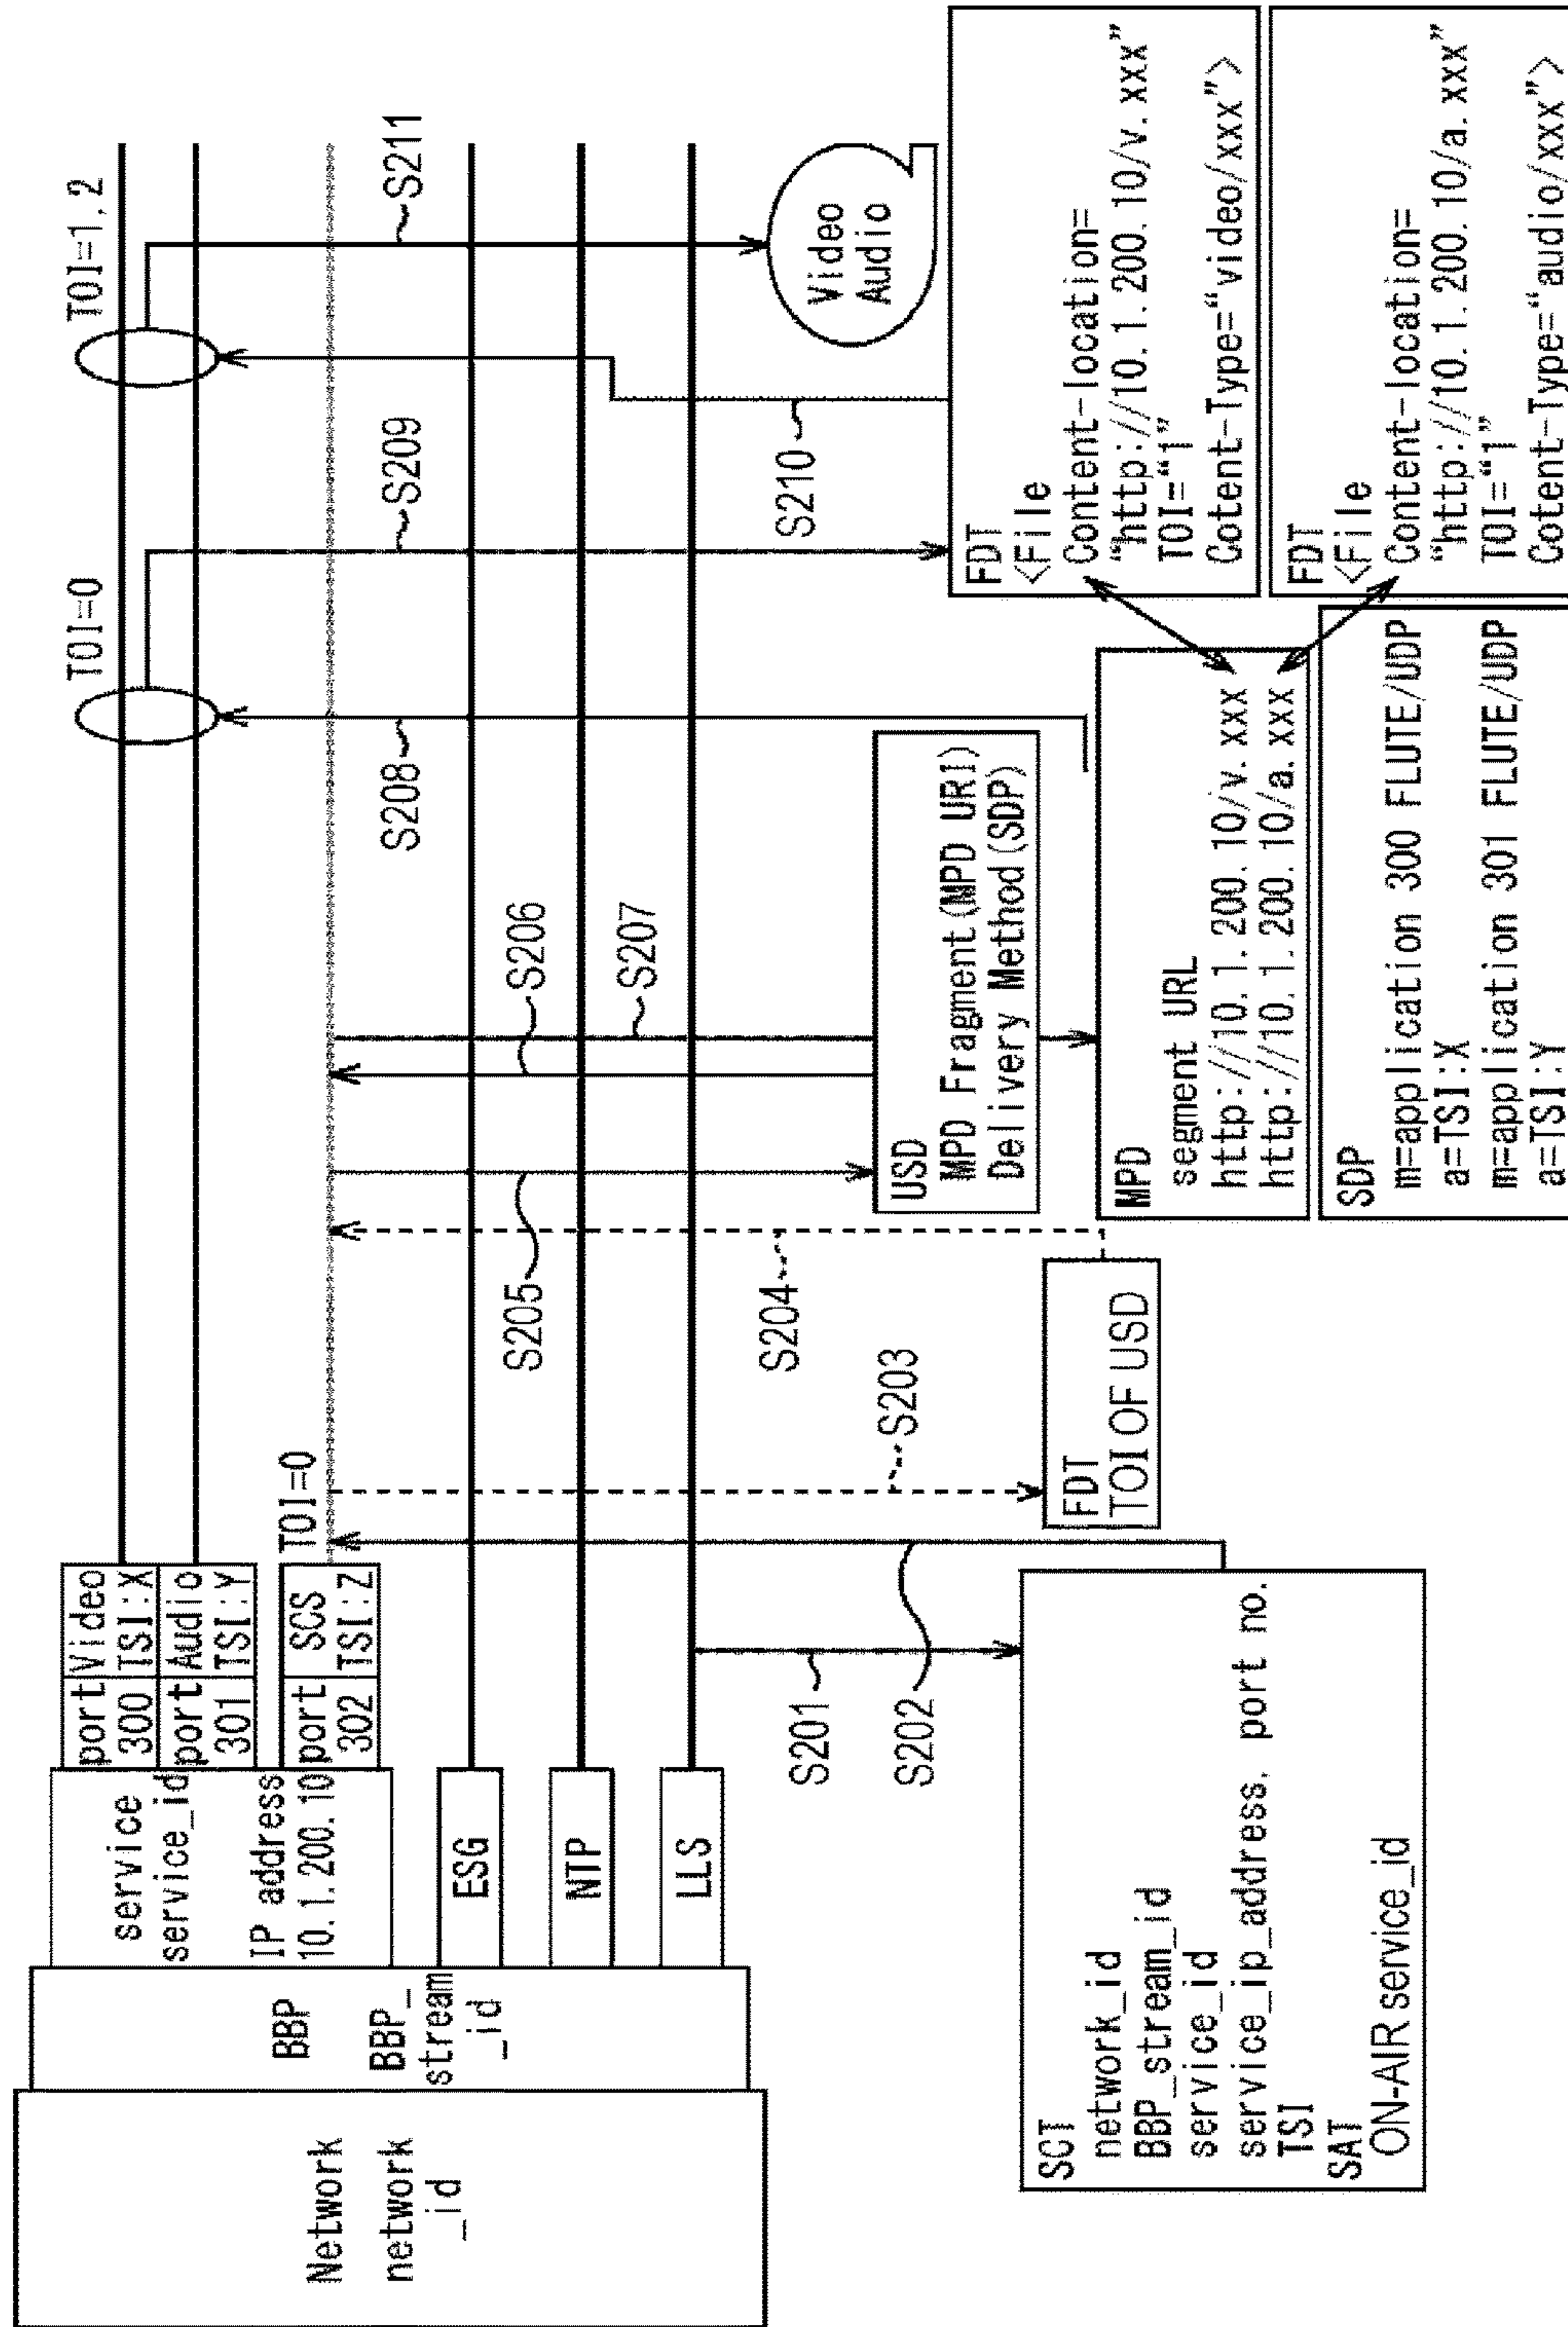 Network
network
_id
BBP
BBP_
stream
_id
service
service_id
IP address
10.1.200.10
port
300
Video
TSI:X
port
301
Audio
TSI:Y
port
302
SCS
TSI:Z
ESG
NTP
LLS
TOI=0
TOI=0
TOI=1,2
S201
S202
S203
S204
S205
S206
S207
S208
S209
S210
S211
SCT
network_id
BBP_stream_id
service_id
service_ip_address, port no.
TSI
SAT
ON-AIR service_id
FDT
TOI OF USD
USD
MPD Fragment(MPD URI)
Delivery Method(SDP)
MPD
segment URL
http://10.1.200.10/v.xxx
http://10.1.200.10/a.xxx
SDP
m=application 300 FLUTE/UDP
a=TSI:X
m=application 301 FLUTE/UDP
a=TSI:Y
Video
Audio
FDT
<File
Content-location=
“http://10.1.200.10/v.xxx”
TOI=“1”
Cotent-Type=“video/xxx”>
FDT
<File
Content-location=
“http://10.1.200.10/a.xxx”
TOI=“1”
Cotent-Type=“audio/xxx”>